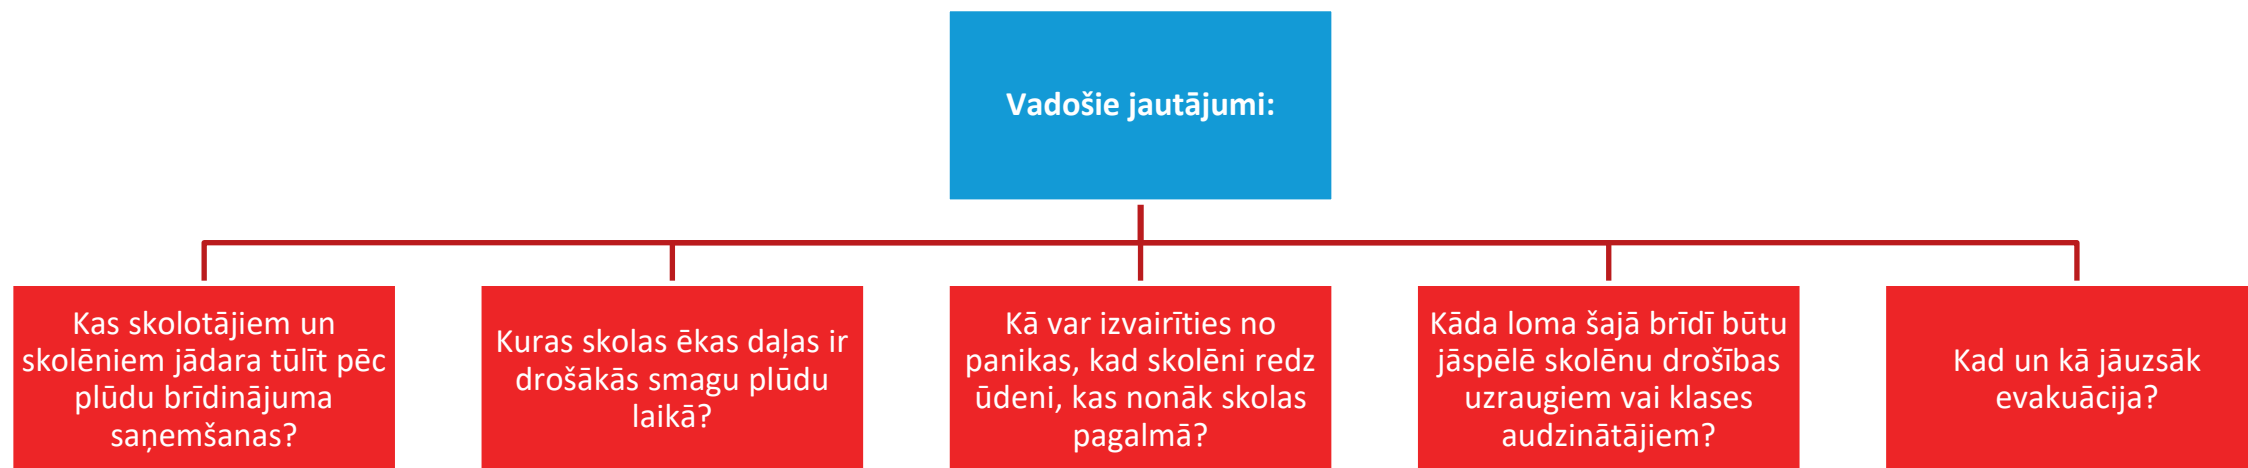 Vadošie jautājumi:
Kas skolotājiem un
skolēniem jādara tūlīt pēc
plūdu brīdinājuma
saņemšanas?
Kuras skolas ēkas daļas ir
drošākās smagu plūdu
laikā?
Kā var izvairīties no
panikas, kad skolēni redz
ūdeni, kas nonāk skolas
pagalmā?
Kāda loma šajā brīdī būtu
jāspēlē skolēnu drošības
uzraugiem vai klases
audzinātājiem?
Kad un kā jāuzsāk
evakuācija?